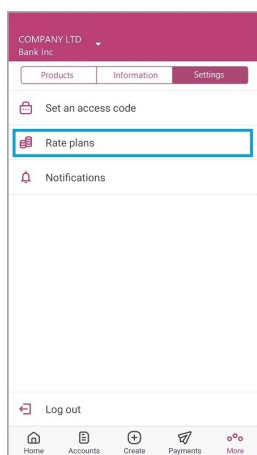 COMPANY LTD
Bank Inc
Products Information Settings
Set an access code
Rate plans
Notifications
Log out
Home Accounts Create Payments More